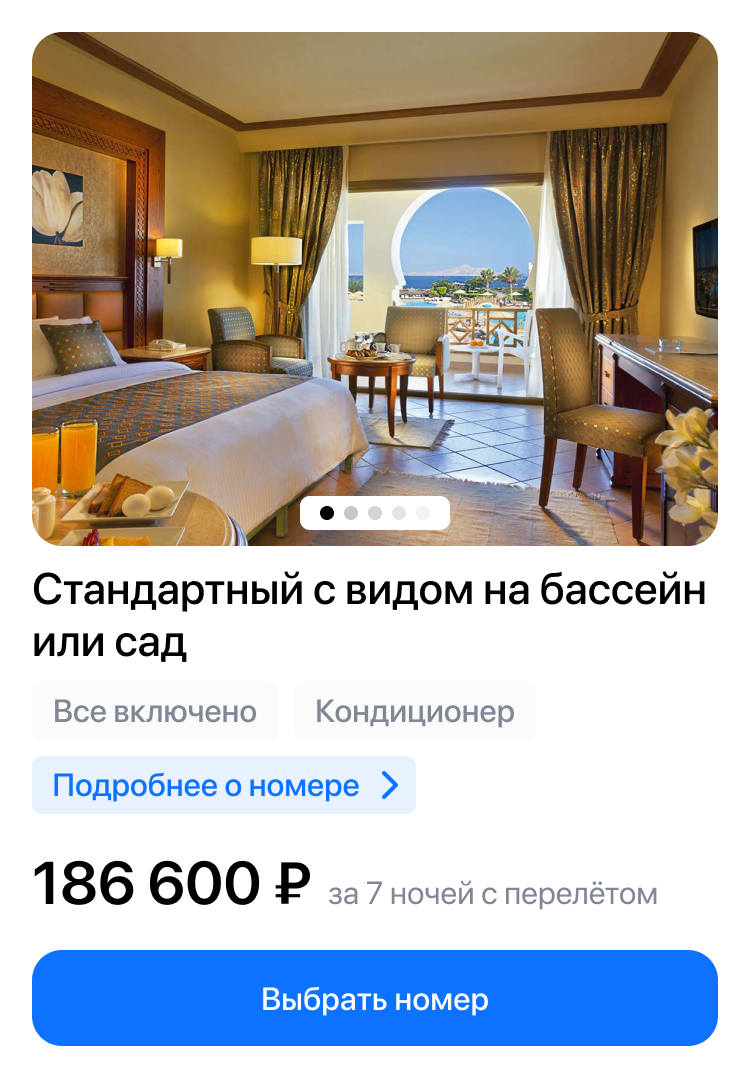 Стандартный с видом на бассейн
или сад
Все включено Кондиционер
Подробнее о номере
186 600 ₽ за 7 ночей с перелётом
Выбрать номер